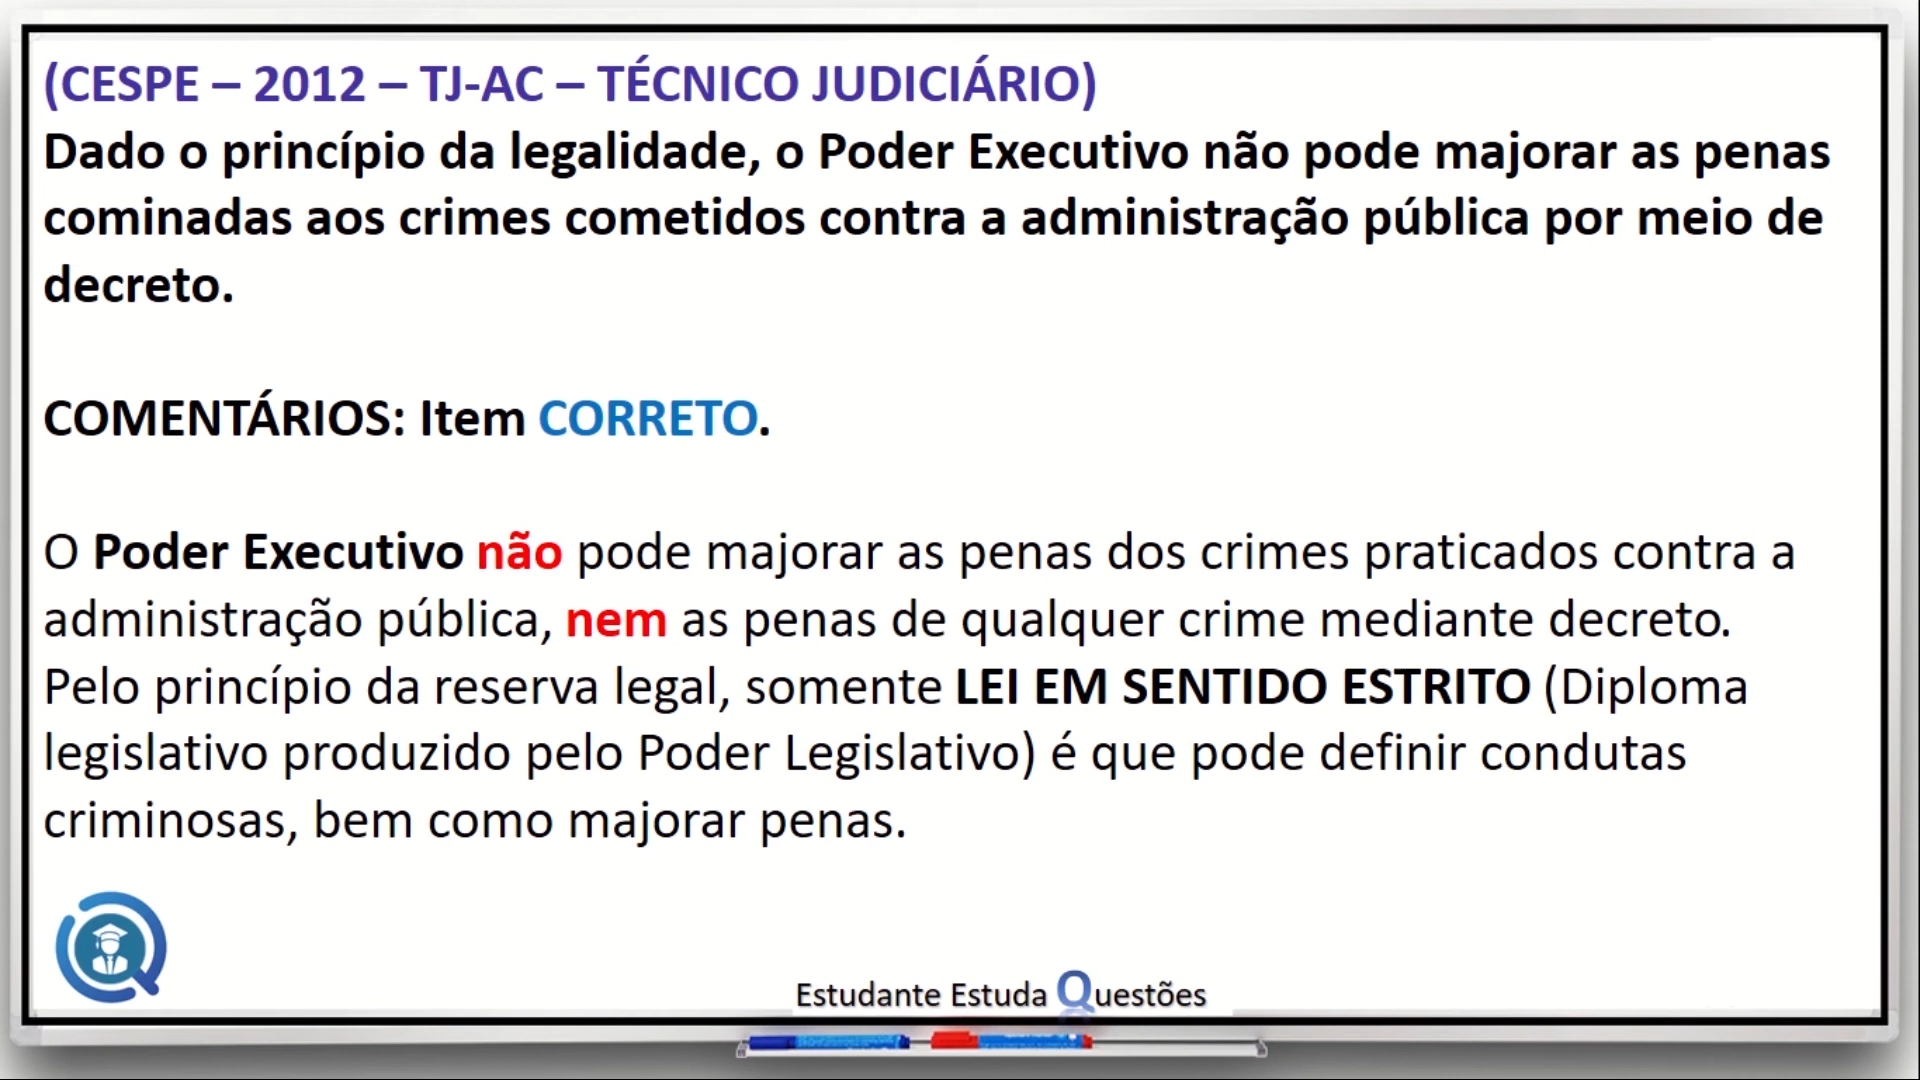 (CESPE – 2012 – TJ-AC – TÉCNICO JUDICIÁRIO)
Dado o princípio da legalidade, o Poder Executivo não pode majorar as penas
cominadas aos crimes cometidos contra a administração pública por meio de
decreto.
COMENTÁRIOS: Item CORRETO.
O Poder Executivo não pode majorar as penas dos crimes praticados contra a
administração pública, nem as penas de qualquer crime mediante decreto.
Pelo princípio da reserva legal, somente LEI EM SENTIDO ESTRITO (Diploma
legislativo produzido pelo Poder Legislativo) é que pode definir condutas
criminosas, bem como majorar penas.
Estudante Estuda Questões